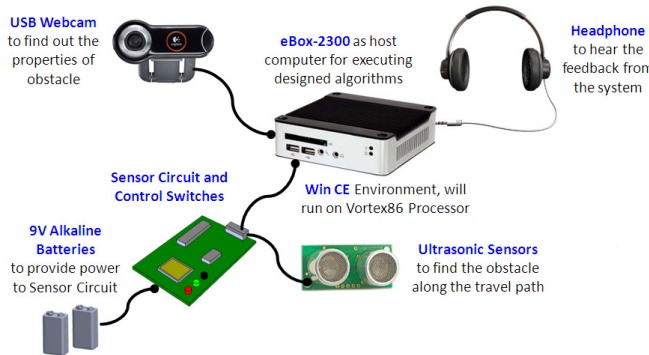 USB Webcam
to find out the
properties of
obstacle
eBox-2300 as host
computer for executing
designed algorithms
Headphone
to hear the
feedback from
the system
Sensor Circuit and
Control Switches
Win CE Environment, will
run on Vortex86 Processor
9V Alkaline
Batteries
to provide power
to Sensor Circuit
Ultrasonic Sensors
to find the obstacle
along the travel path